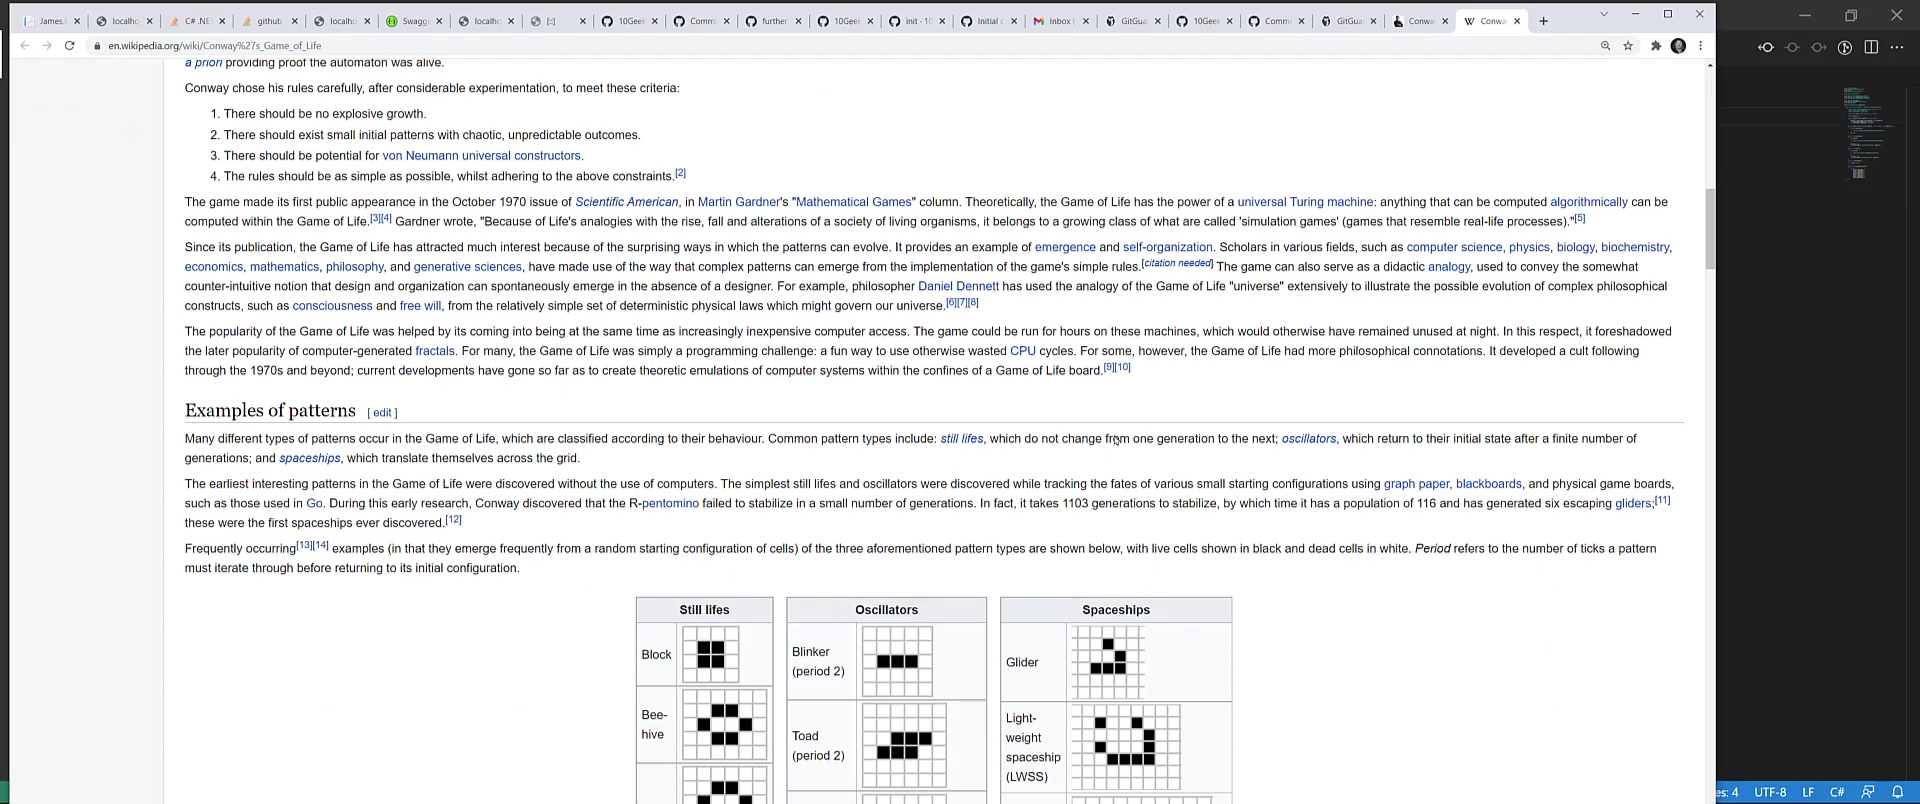 James.(
localho
C# .NE
github
localho
Swagg
localho
[::]
10Geek
Comm
further
10Geek
init - 10
Initial c
Inbox (
GitGua
10Geek
Comm
GitGua
Conwa
Conwa
en.wikipedia.org/wiki/Conway%27s_Game_of_Life
a priori providing proof the automaton was alive.
Conway chose his rules carefully, after considerable experimentation, to meet these criteria:
1. There should be no explosive growth.
2. There should exist small initial patterns with chaotic, unpredictable outcomes.
3. There should be potential for von Neumann universal constructors.
4. The rules should be as simple as possible, whilst adhering to the above constraints.[2]
The game made its first public appearance in the October 1970 issue of Scientific American, in Martin Gardner's "Mathematical Games" column. Theoretically, the Game of Life has the power of a universal Turing machine: anything that can be computed algorithmically can be
computed within the Game of Life.[3][4] Gardner wrote, "Because of Life's analogies with the rise, fall and alterations of a society of living organisms, it belongs to a growing class of what are called 'simulation games' (games that resemble real-life processes)."[5]
Since its publication, the Game of Life has attracted much interest because of the surprising ways in which the patterns can evolve. It provides an example of emergence and self-organization. Scholars in various fields, such as computer science, physics, biology, biochemistry,
economics, mathematics, philosophy, and generative sciences, have made use of the way that complex patterns can emerge from the implementation of the game's simple rules.[citation needed] The game can also serve as a didactic analogy, used to convey the somewhat
counter-intuitive notion that design and organization can spontaneously emerge in the absence of a designer. For example, philosopher Daniel Dennett has used the analogy of the Game of Life "universe" extensively to illustrate the possible evolution of complex philosophical
constructs, such as consciousness and free will, from the relatively simple set of deterministic physical laws which might govern our universe.[6][7][8]
The popularity of the Game of Life was helped by its coming into being at the same time as increasingly inexpensive computer access. The game could be run for hours on these machines, which would otherwise have remained unused at night. In this respect, it foreshadowed
the later popularity of computer-generated fractals. For many, the Game of Life was simply a programming challenge: a fun way to use otherwise wasted CPU cycles. For some, however, the Game of Life had more philosophical connotations. It developed a cult following
through the 1970s and beyond; current developments have gone so far as to create theoretic emulations of computer systems within the confines of a Game of Life board.[9][10]
Examples of patterns [ edit ]
Many different types of patterns occur in the Game of Life, which are classified according to their behaviour. Common pattern types include: still lifes, which do not change from one generation to the next; oscillators, which return to their initial state after a finite number of
generations; and spaceships, which translate themselves across the grid.
The earliest interesting patterns in the Game of Life were discovered without the use of computers. The simplest still lifes and oscillators were discovered while tracking the fates of various small starting configurations using graph paper, blackboards, and physical game boards,
such as those used in Go. During this early research, Conway discovered that the R-pentomino failed to stabilize in a small number of generations. In fact, it takes 1103 generations to stabilize, by which time it has a population of 116 and has generated six escaping gliders;[11]
these were the first spaceships ever discovered.[12]
Frequently occurring[13][14] examples (in that they emerge frequently from a random starting configuration of cells) of the three aforementioned pattern types are shown below, with live cells shown in black and dead cells in white. Period refers to the number of ticks a pattern
must iterate through before returning to its initial configuration.
Still lifes
Block
Bee-
hive
Oscillators
Blinker
(period 2)
Toad
(period 2)
Spaceships
Glider
Light-
weight
spaceship
(LWSS)
es: 4 UTF-8 LF C#